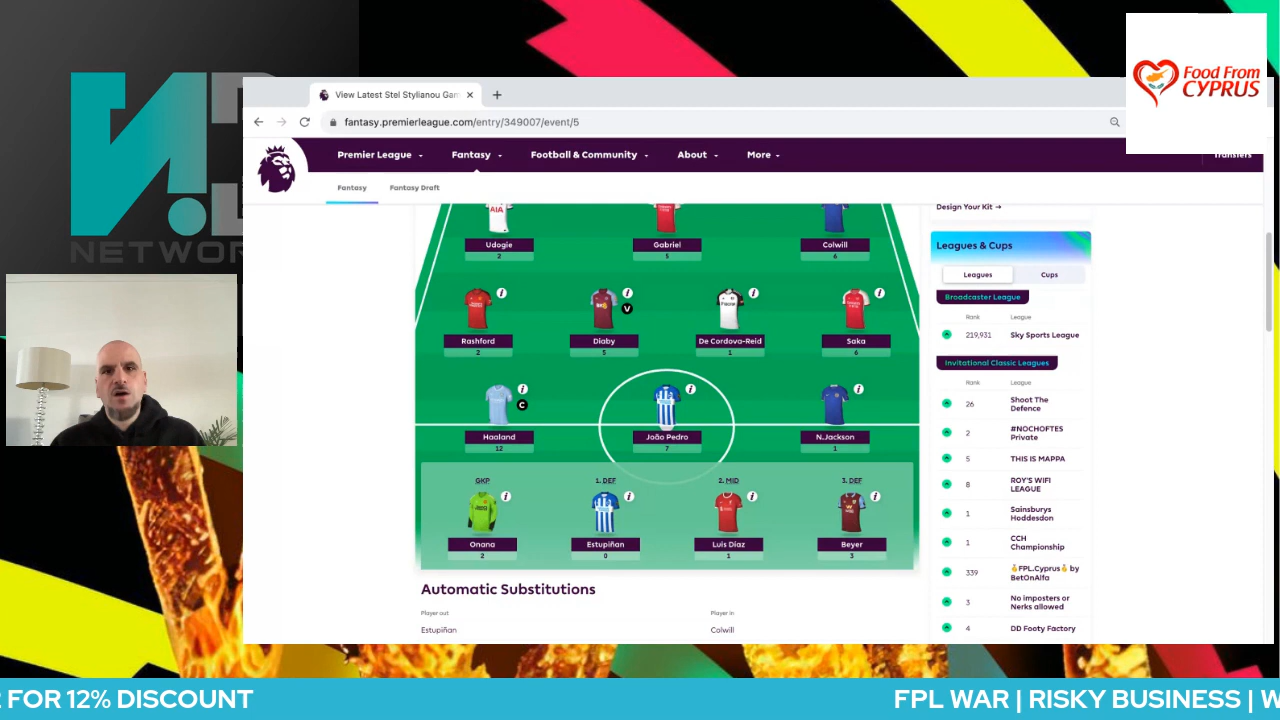 Food From
CYPRUS
NETWOR
View Latest Stel Stylianou Gam
fantasy.premierleague.com/entry/349007/event/5
Premier League
Fantasy
Football & Community
About
More
Transfers
Fantasy
Fantasy Draft
AIA
Udogie
2
Gabriel
5
Colwill
6
Rashford
2
V
Diaby
5
De Cordova-Reid
1
Saka
6
C
Haaland
12
João Pedro
7
N.Jackson
1
GKP
1. DEF
2. MID
3. DEF
Onana
2
Estupiñan
0
Luis Díaz
1
Beyer
3
Automatic Substitutions
Player out
Player in
Estupiñan
Colwill
Design Your Kit →
Leagues & Cups
Leagues
Cups
Broadcaster League
Rank
League
219,931
Sky Sports League
Invitational Classic Leagues
Rank
League
26
Shoot The
Defence
2
#NOCHOFTES
Private
5
THIS IS MAPPA
8
ROY'S WIFI
LEAGUE
1
Sainsburys
Hoddesdon
1
CCH
Championship
339
🏅FPL.Cyprus🏅 by
BetOnAlfa
3
No imposters or
Nerks allowed
4
DD Footy Factory
FOR 12% DISCOUNT
FPL WAR | RISKY BUSINESS | W